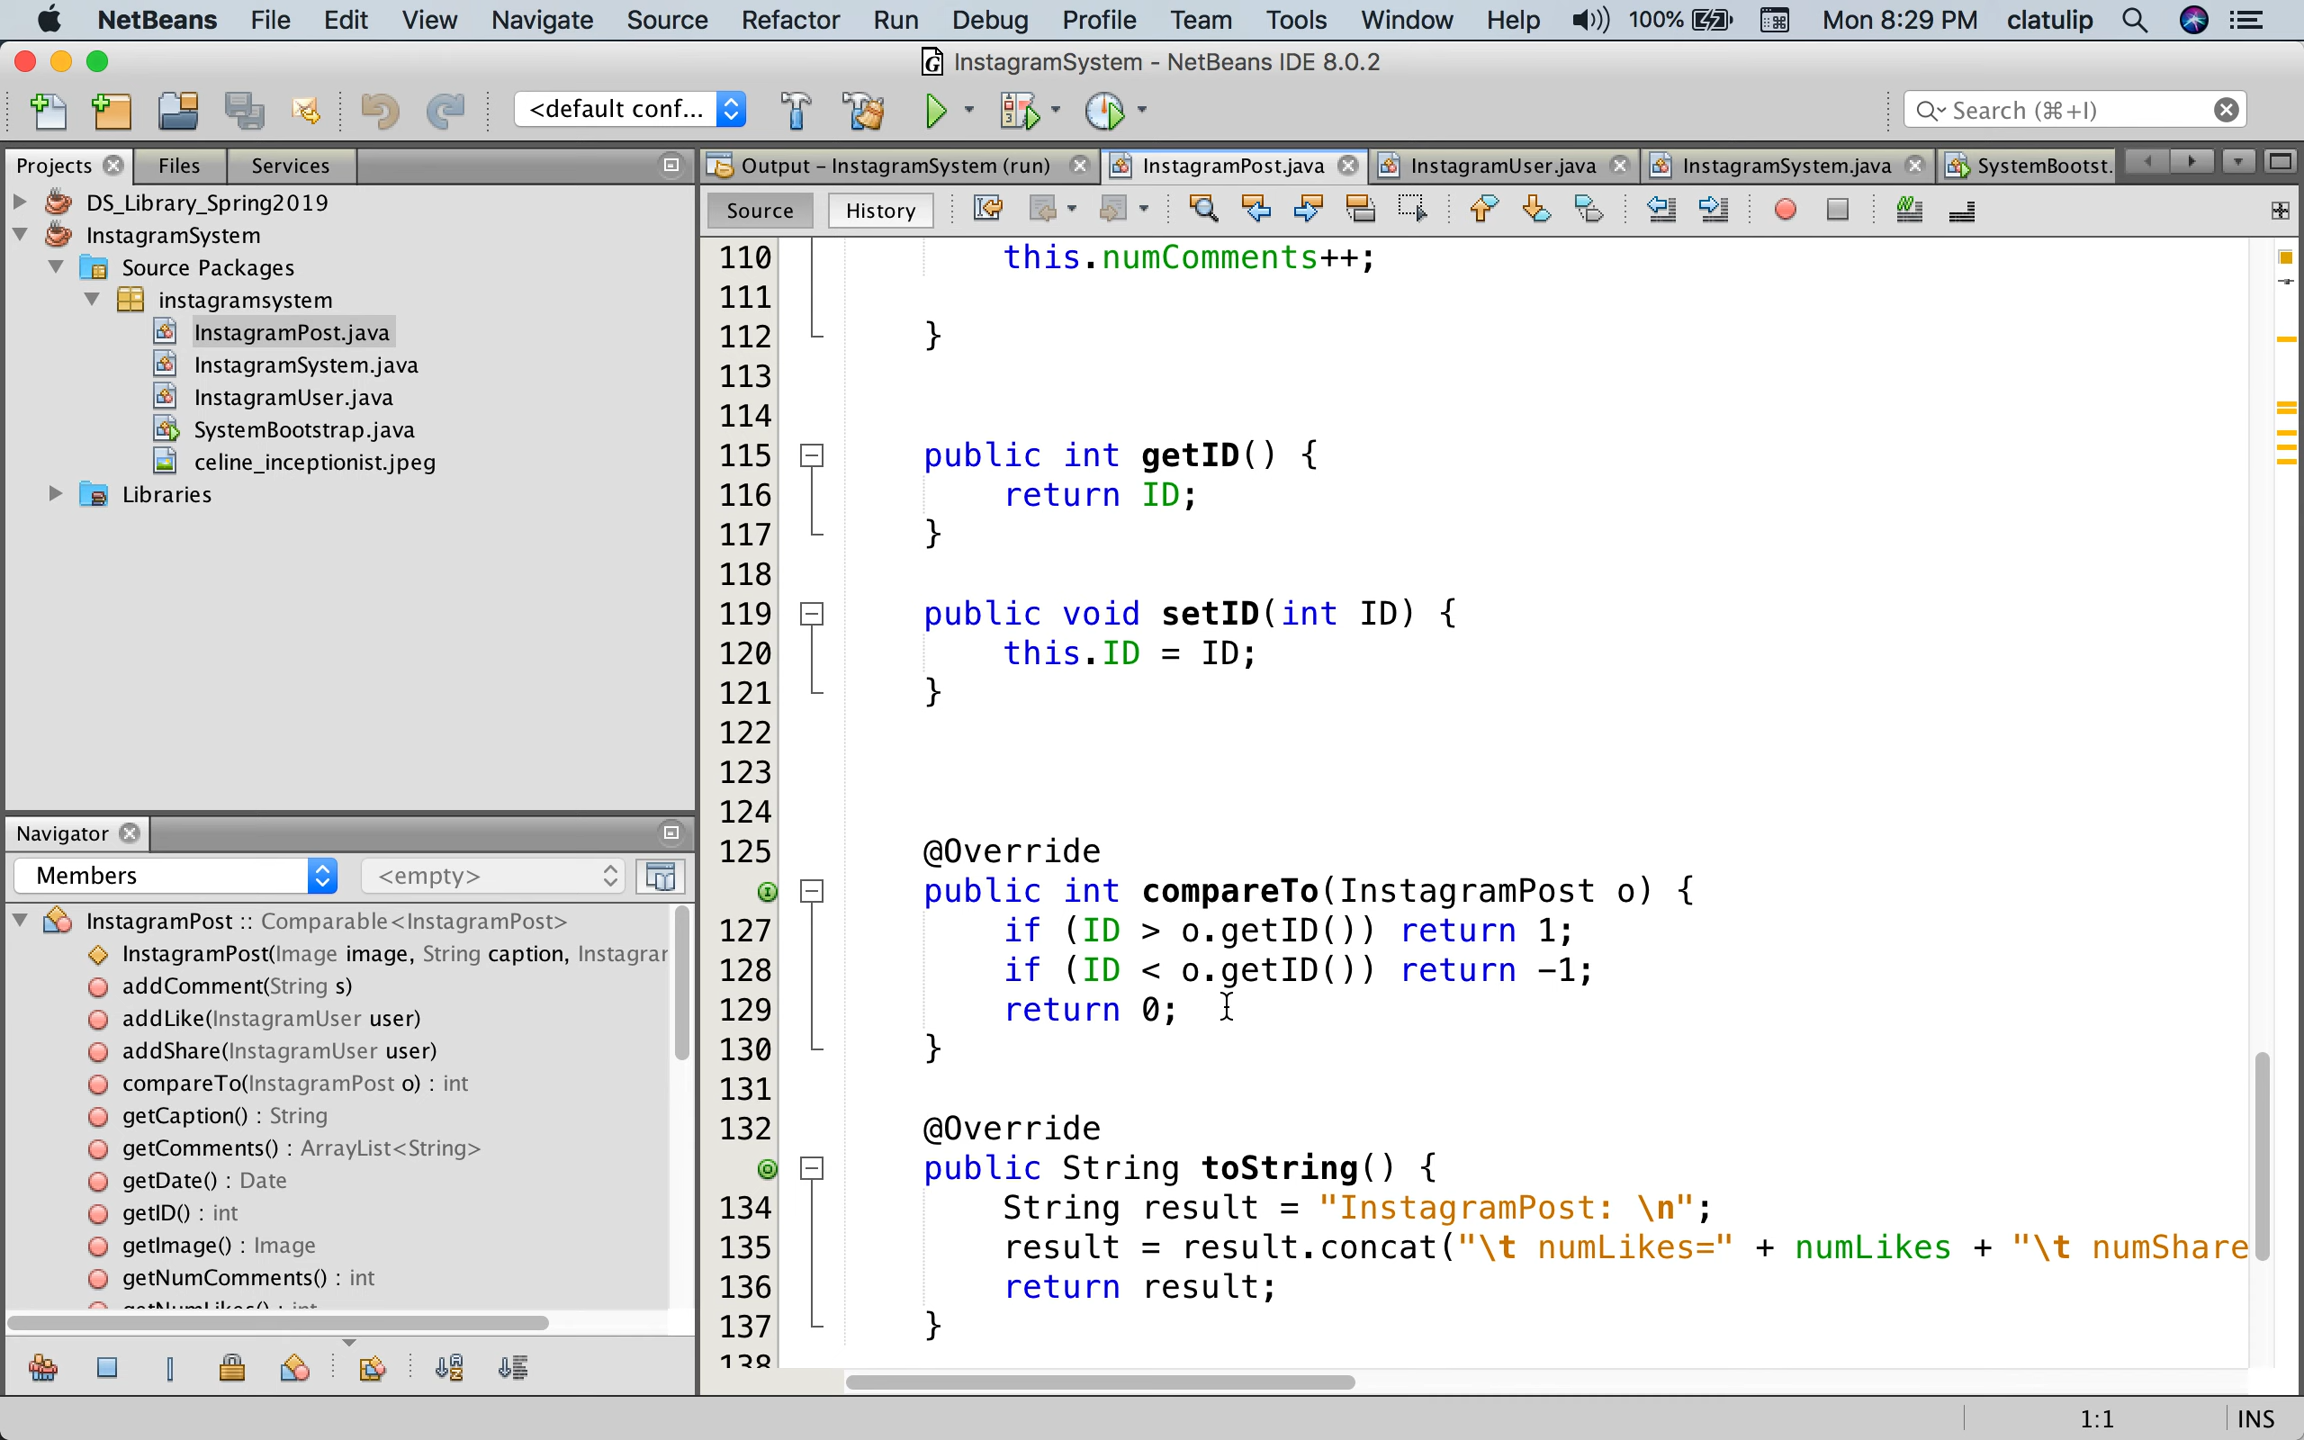 NetBeans File Edit View Navigate Source Refactor Run Debug Profile Team Tools Window Help 100% Mon 8:29 PM clatulip
InstagramSystem - NetBeans IDE 8.0.2
<default conf... Search (⌘+I)
Projects Files Services
DS_Library_Spring2019
InstagramSystem
Source Packages
instagramsystem
InstagramPost.java
InstagramSystem.java
InstagramUser.java
SystemBootstrap.java
celine_inceptionist.jpeg
Libraries
Navigator
Members <empty>
InstagramPost :: Comparable<InstagramPost>
InstagramPost(Image image, String caption, Instagrar
addComment(String s)
addLike(InstagramUser user)
addShare(InstagramUser user)
compareTo(InstagramPost o) : int
getCaption() : String
getComments() : ArrayList<String>
getDate() : Date
getID() : int
getImage() : Image
getNumComments() : int
getNumLikes() : int
Output - InstagramSystem (run) InstagramPost.java InstagramUser.java InstagramSystem.java SystemBootst.
Source History
110 this.numComments++;
111
112 }
113
114
115 public int getID() {
116 return ID;
117 }
118
119 public void setID(int ID) {
120 this.ID = ID;
121 }
122
123
124
125 @Override
public int compareTo(InstagramPost o) {
127 if (ID > o.getID()) return 1;
128 if (ID < o.getID()) return -1;
129 return 0;
130 }
131
132 @Override
public String toString() {
134 String result = "InstagramPost: \n";
135 result = result.concat("\t numLikes=" + numLikes + "\t numShare
136 return result;
137 }
138
1:1 INS